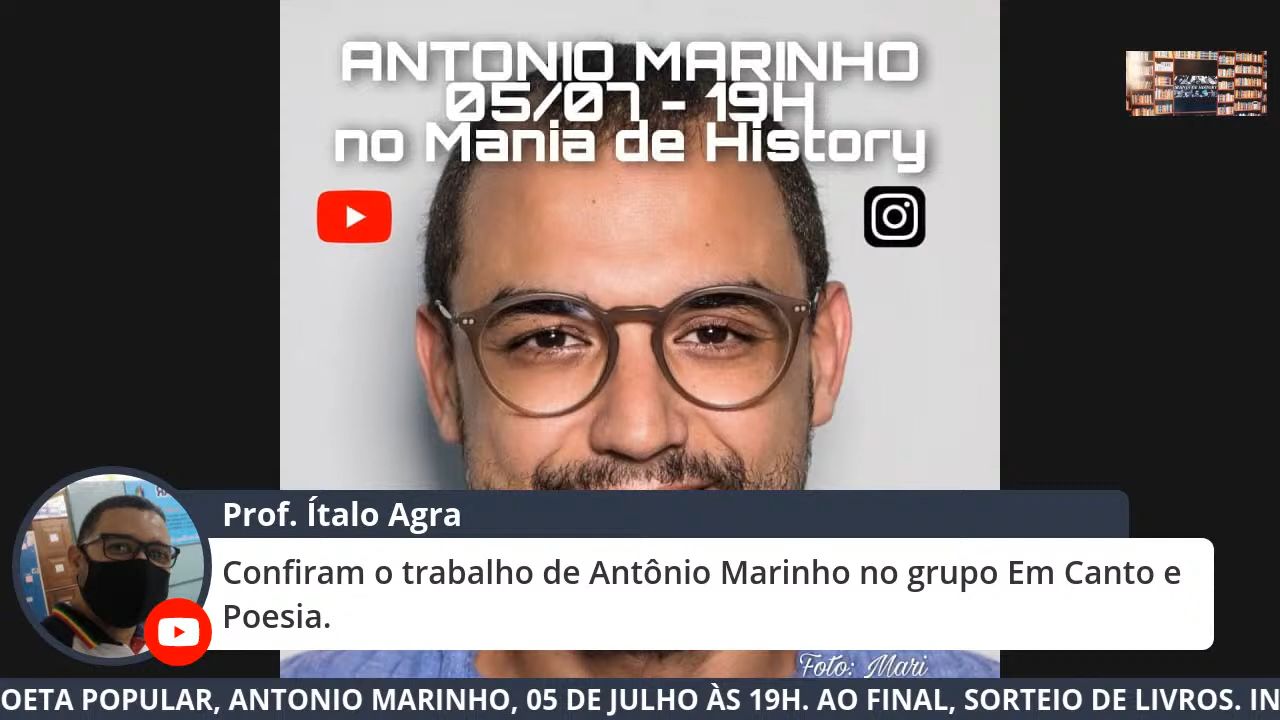 ANTONIO MARINHO
05/07 - 19H
no Mania de History
Prof. Ítalo Agra
Confiram o trabalho de Antônio Marinho no grupo Em Canto e
Poesia.
Foto: Mari
OETA POPULAR, ANTONIO MARINHO, 05 DE JULHO ÀS 19H. AO FINAL, SORTEIO DE LIVROS. IN